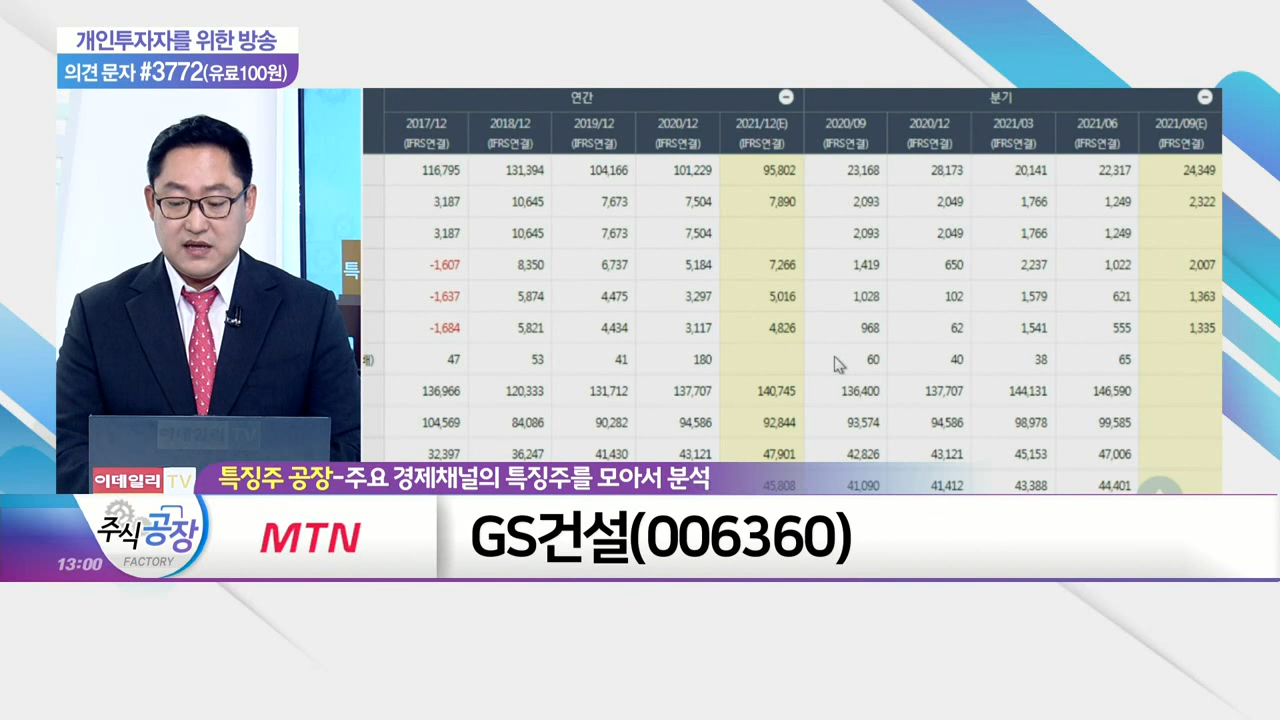 개인투자자를 위한 방송
의견 문자 #3772(유료100원)
연간 분기
2017/12 2018/12 2019/12 2020/12 2021/12(E) 2020/09 2020/12 2021/03 2021/06 2021/09(E)
(IFRS연결) (IFRS연결) (IFRS연결) (IFRS연결) (IFRS연결) (IFRS연결) (IFRS연결) (IFRS연결) (IFRS연결) (IFRS연결)
116,795 131,394 104,166 101,229 95,802 23,168 28,173 20,141 22,317 24,349
3,187 10,645 7,673 7,504 7,890 2,093 2,049 1,766 1,249 2,322
3,187 10,645 7,673 7,504 2,093 2,049 1,766 1,249
-1,607 8,350 6,737 5,184 7,266 1,419 650 2,237 1,022 2,007
-1,637 5,874 4,475 3,297 5,016 1,028 102 1,579 621 1,363
-1,684 5,821 4,434 3,117 4,826 968 62 1,541 555 1,335
47 53 41 180 60 40 38 65
136,966 120,333 131,712 137,707 140,745 136,400 137,707 144,131 146,590
104,569 84,086 90,282 94,586 92,844 93,574 94,586 98,978 99,585
32,397 36,247 41,430 43,121 47,901 42,826 43,121 45,153 47,006
45,808 41,090 41,412 43,388 44,401
특
이데일리 TV
이데일리 TV
특징주 공장-주요 경제채널의 특징주를 모아서 분석
주식공장
FACTORY
13:00
MTN
GS건설(006360)